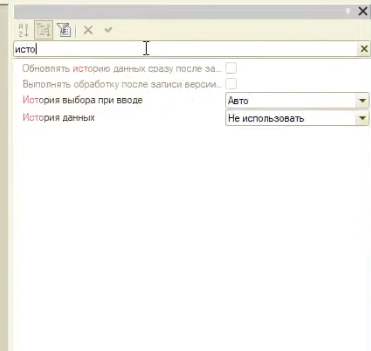 исто
Обновлять историю данных сразу после за...
Выполнять обработку после записи версии...
История выбора при вводе Авто
История данных Не использовать